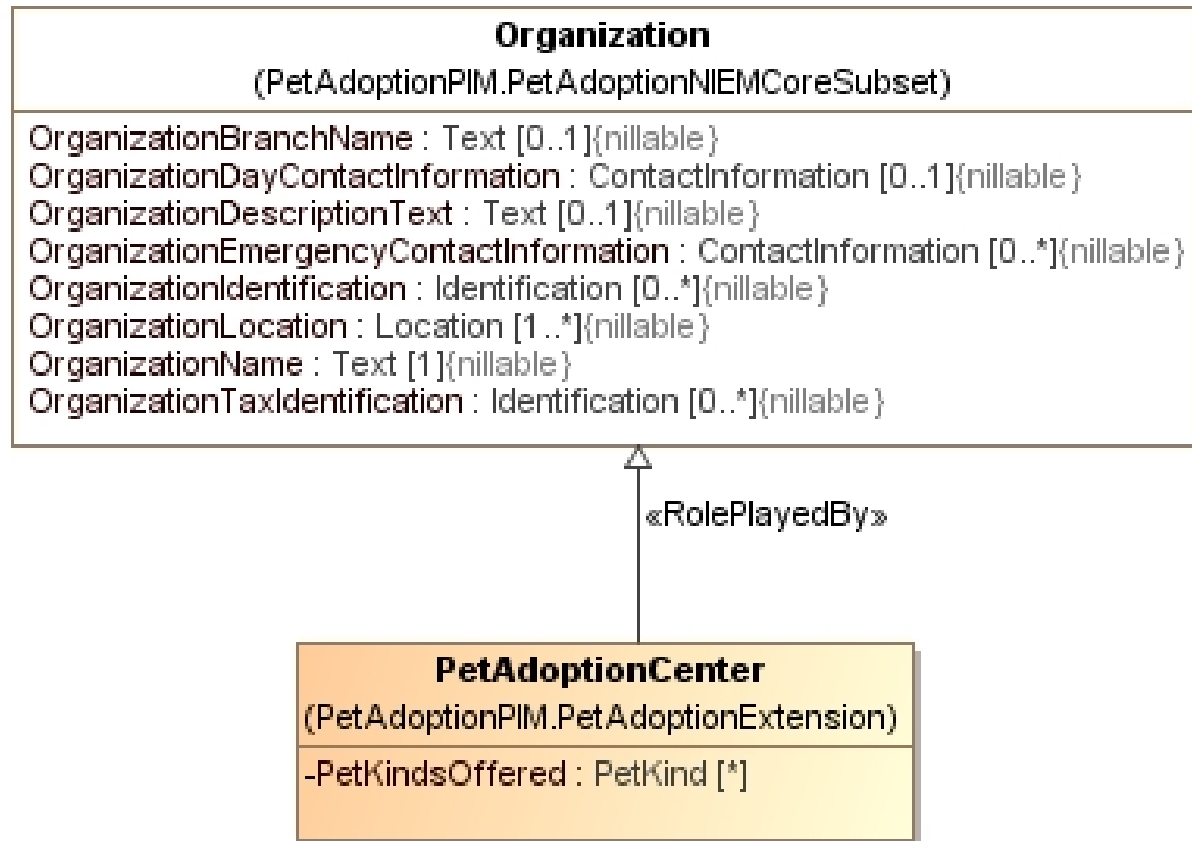 Organization
(PetAdoptionPIM.PetAdoptionNIEMCoreSubset)
OrganizationBranchName : Text [0..1]{nillable}
OrganizationDayContactInformation : ContactInformation [0..1]{nillable}
OrganizationDescriptionText : Text [0..1]{nillable}
OrganizationEmergencyContactInformation : ContactInformation [0..*]{nillable}
OrganizationIdentification : Identification [0..*]{nillable}
OrganizationLocation : Location [1..*]{nillable}
OrganizationName : Text [1]{nillable}
OrganizationTaxIdentification : Identification [0..*]{nillable}
«RolePlayedBy»
PetAdoptionCenter
(PetAdoptionPIM.PetAdoptionExtension)
-PetKindsOffered : PetKind [*]